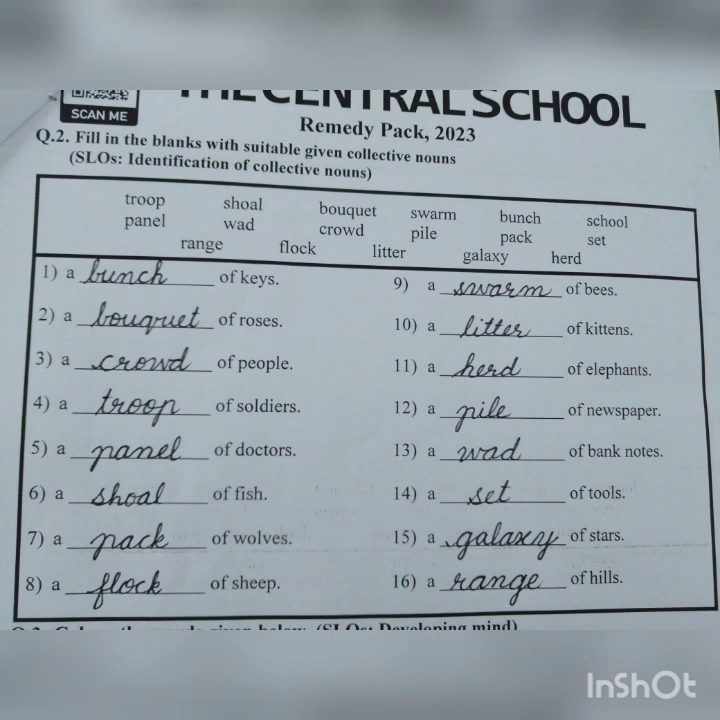 SCAN ME
THE CENTRAL SCHOOL
Remedy Pack, 2023
Q.2. Fill in the blanks with suitable given collective nouns
(SLOs: Identification of collective nouns)
troop shoal bouquet swarm bunch school
panel wad crowd pile pack set
range flock litter galaxy herd
1) a bunch of keys.
2) a bouquet of roses.
3) a crowd of people.
4) a troop of soldiers.
5) a panel of doctors.
6) a shoal of fish.
7) a pack of wolves.
8) a flock of sheep.
9) a swarm of bees.
10) a litter of kittens.
11) a herd of elephants.
12) a pile of newspaper.
13) a wad of bank notes.
14) a set of tools.
15) a galaxy of stars.
16) a range of hills.
given below. (SLOs: Developing mind)
InShOt